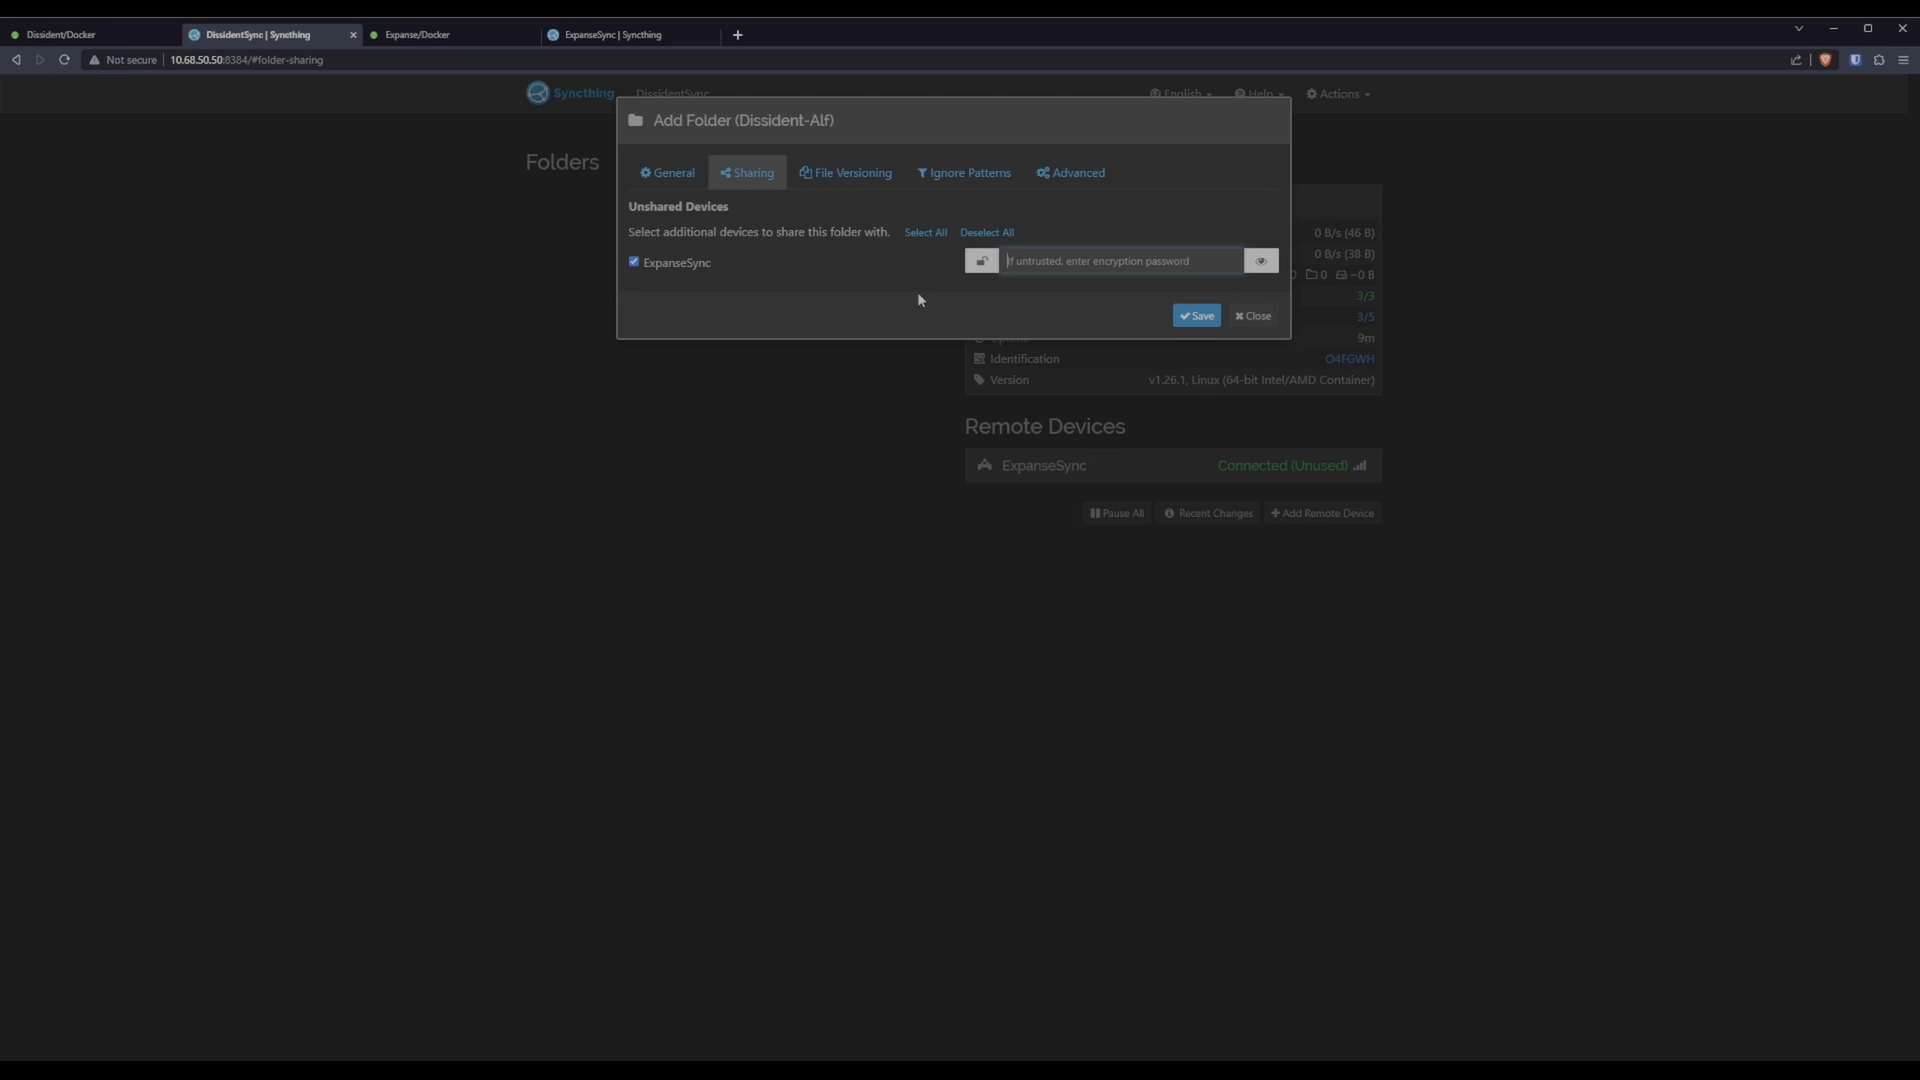 Dissident/Docker
DissidentSync | Syncthing
Expanse/Docker
ExpanseSync | Syncthing
Not secure
10.68.50.50:8384/#folder-sharing
Syncthing
DissidentSync
English
Help
Actions
Add Folder (Dissident-Alf)
Folders
General
Sharing
File Versioning
Ignore Patterns
Advanced
Unshared Devices
Select additional devices to share this folder with. Select All Deselect All
0 B/s (46 B)
0 B/s (38 B)
ExpanseSync
If untrusted, enter encryption password
0 0 ~0 B
3/3
Save
Close
3/5
9m
Identification
O4FGWH
Version
v1.26.1, Linux (64-bit Intel/AMD Container)
Remote Devices
ExpanseSync
Connected (Unused)
Pause All
Recent Changes
Add Remote Device